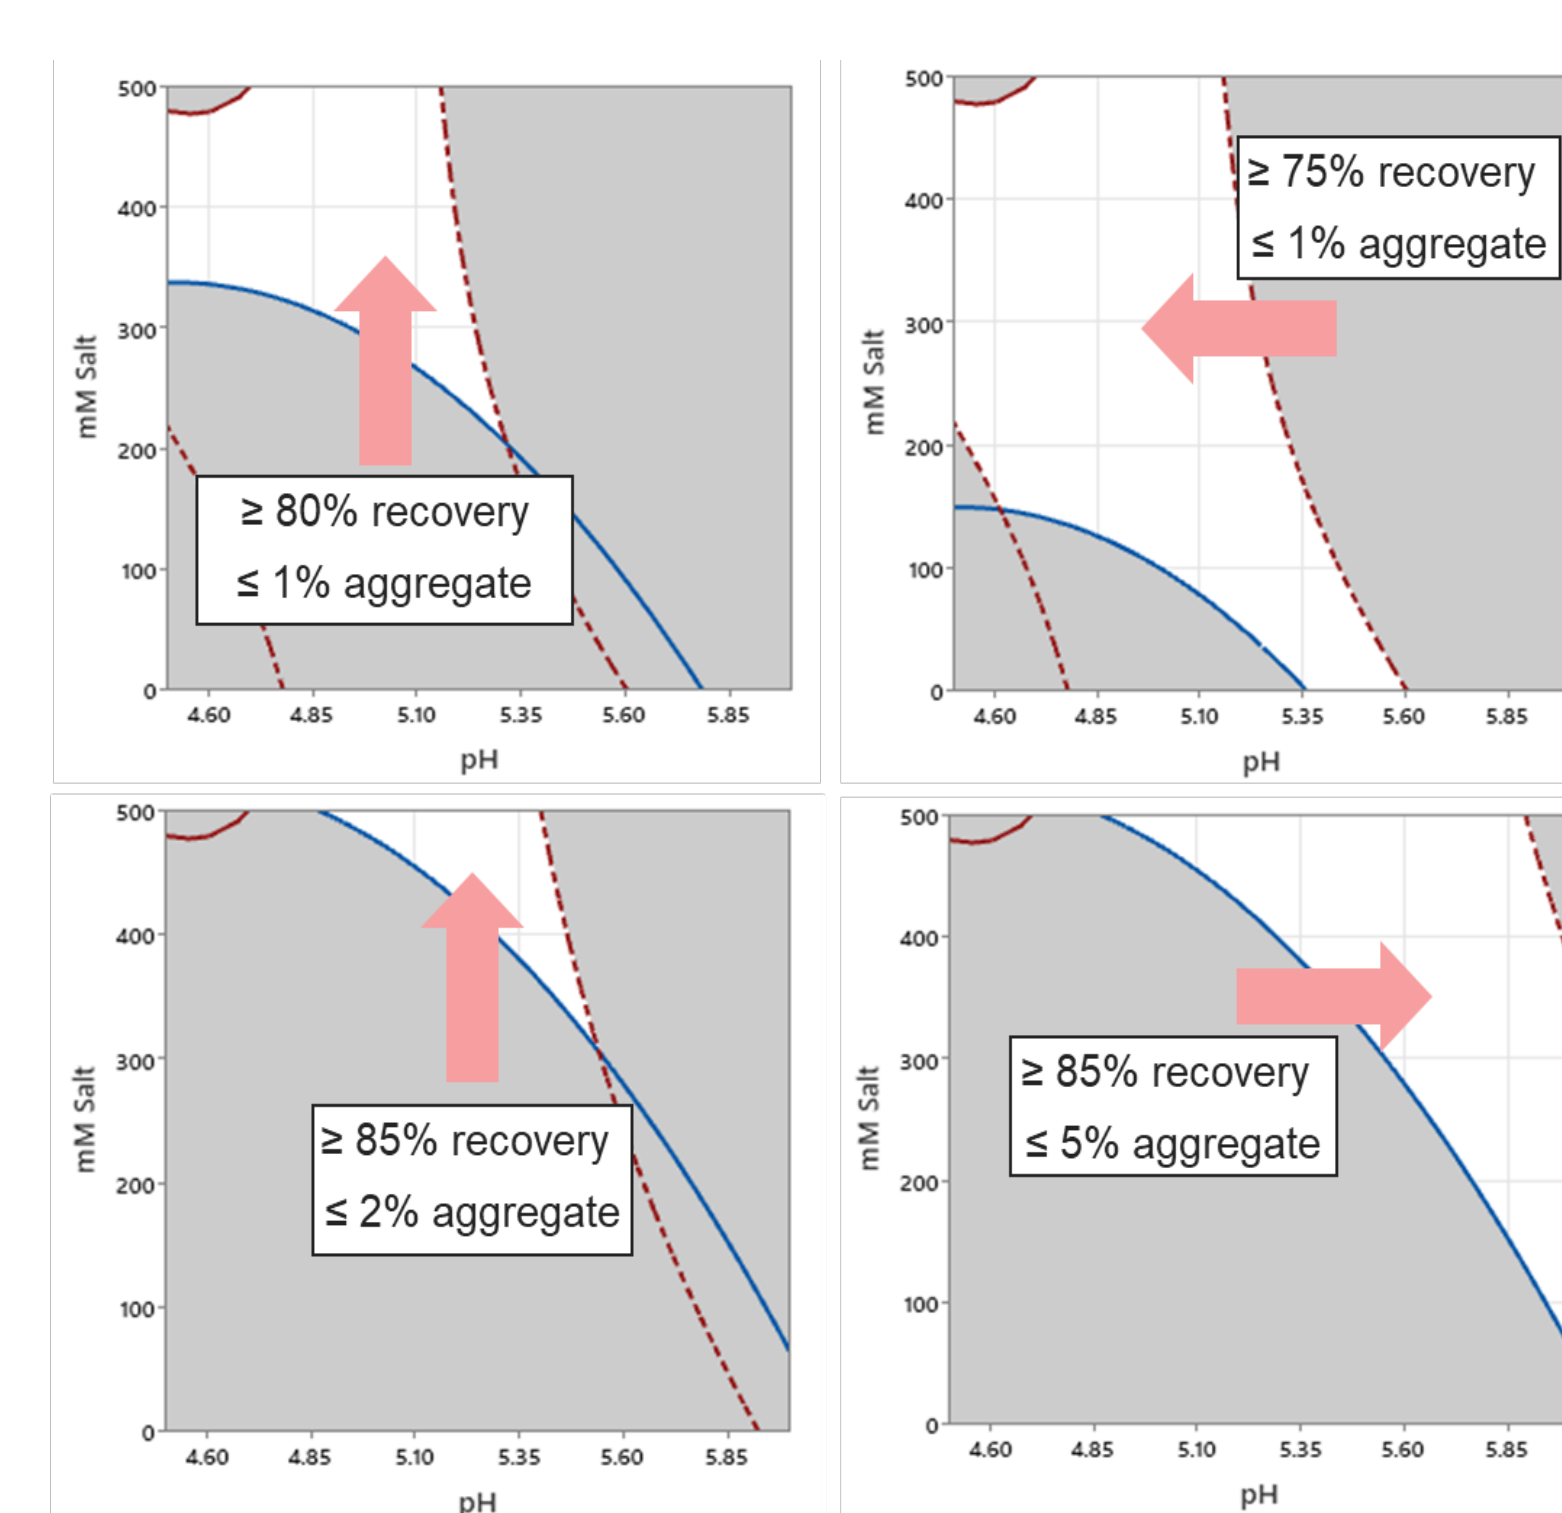 500
400
300
200
100
0
mM Salt
4.60 4.85 5.10 5.35 5.60 5.85
pH
≥ 80% recovery
≤ 1% aggregate
500
400
300
200
100
0
mM Salt
4.60 4.85 5.10 5.35 5.60 5.85
pH
≥ 75% recovery
≤ 1% aggregate
500
400
300
200
100
0
mM Salt
4.60 4.85 5.10 5.35 5.60 5.85
pH
≥ 85% recovery
≤ 2% aggregate
500
400
300
200
100
0
mM Salt
4.60 4.85 5.10 5.35 5.60 5.85
pH
≥ 85% recovery
≤ 5% aggregate